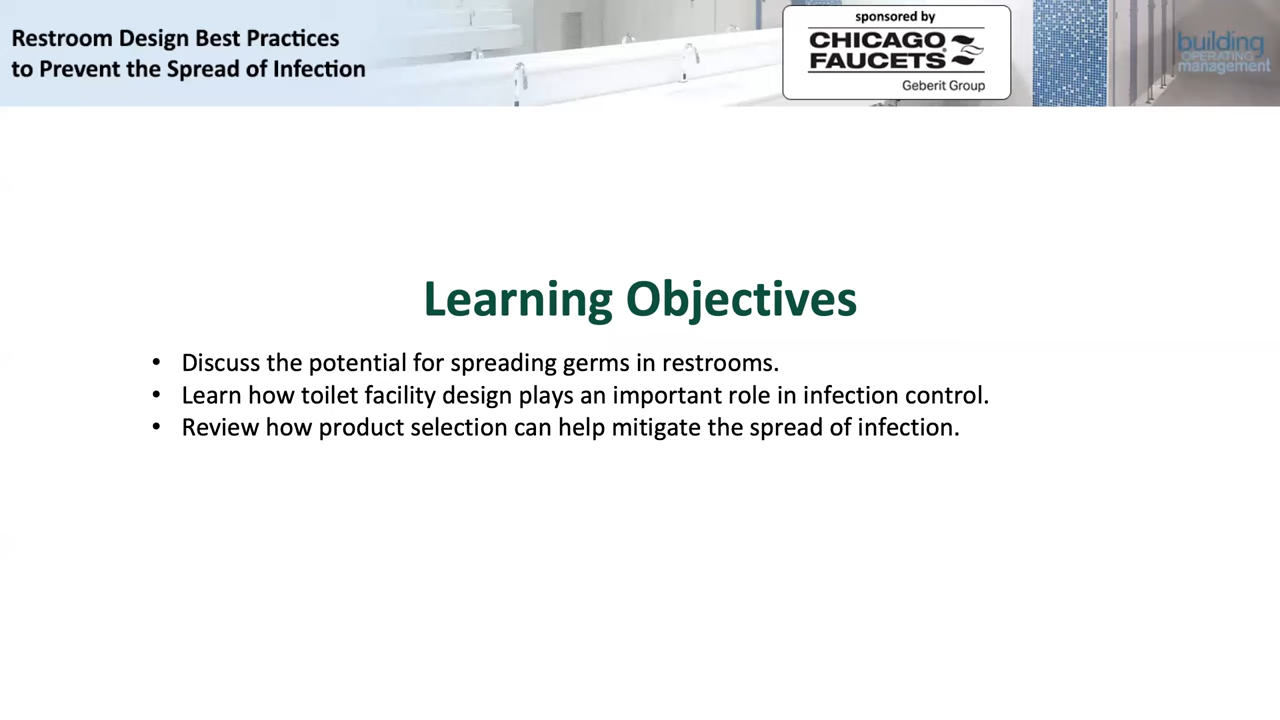 Restroom Design Best Practices
to Prevent the Spread of Infection
sponsored by
CHICAGO
FAUCETS
Geberit Group
building
OPERATING
management
Learning Objectives
• Discuss the potential for spreading germs in restrooms.
• Learn how toilet facility design plays an important role in infection control.
• Review how product selection can help mitigate the spread of infection.